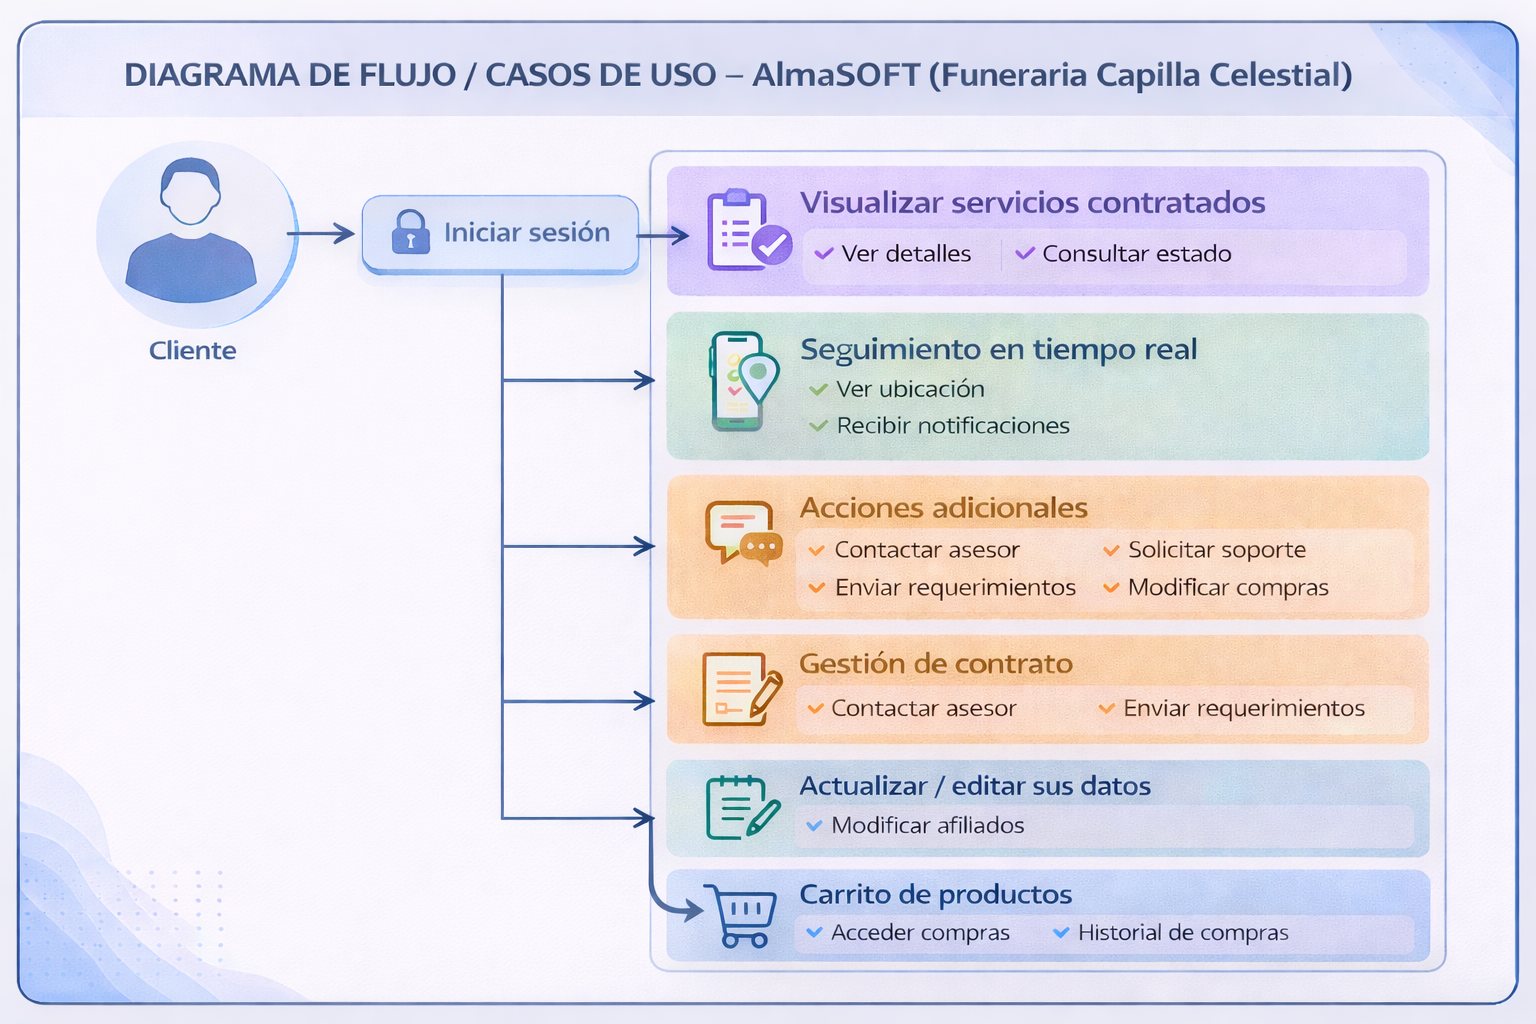 DIAGRAMA DE FLUJO / CASOS DE USO – AlmaSOFT (Funeraria Capilla Celestial)
Cliente
Iniciar sesión
Visualizar servicios contratados
Ver detalles
Consultar estado
Seguimiento en tiempo real
Ver ubicación
Recibir notificaciones
Acciones adicionales
Contactar asesor
Solicitar soporte
Enviar requerimientos
Modificar compras
Gestión de contrato
Contactar asesor
Enviar requerimientos
Actualizar / editar sus datos
Modificar afiliados
Carrito de productos
Acceder compras
Historial de compras